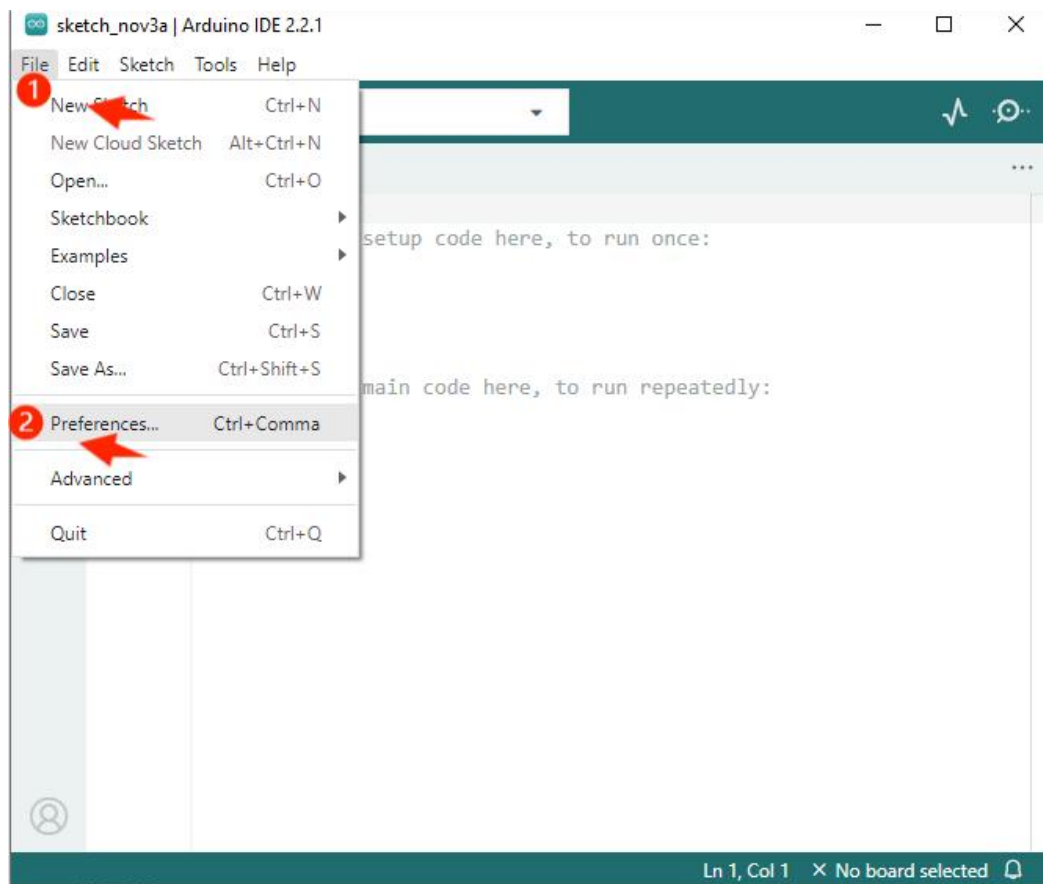 sketch_nov3a | Arduino IDE 2.2.1
File Edit Sketch Tools Help
1
New Sketch Ctrl+N
New Cloud Sketch Alt+Ctrl+N
Open... Ctrl+O
Sketchbook
setup code here, to run once:
Examples
Close Ctrl+W
Save Ctrl+S
Save As... Ctrl+Shift+S
main code here, to run repeatedly:
2 Preferences... Ctrl+Comma
Advanced
Quit Ctrl+Q
Ln 1, Col 1 × No board selected